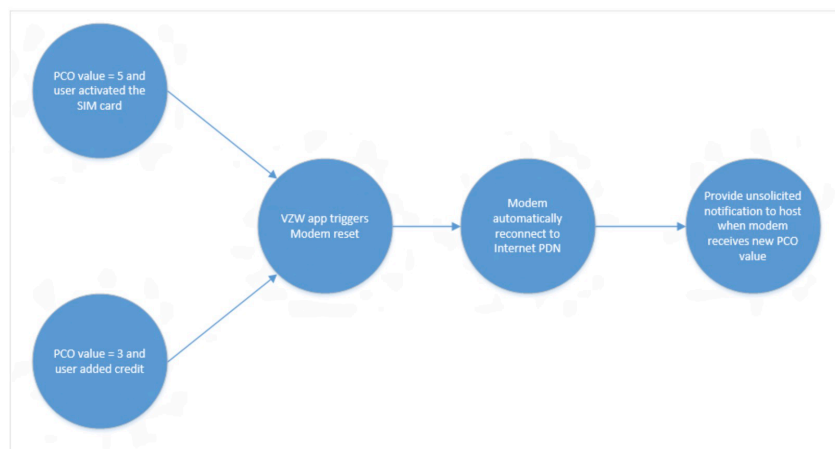 PCO value = 5 and
user activated the
SIM card
VZW app triggers
Modem reset
Modem
automatically
reconnect to
Internet PDN
Provide unsolicited
notification to host
when modem
receives new PCO
value
PCO value = 3 and
user added credit